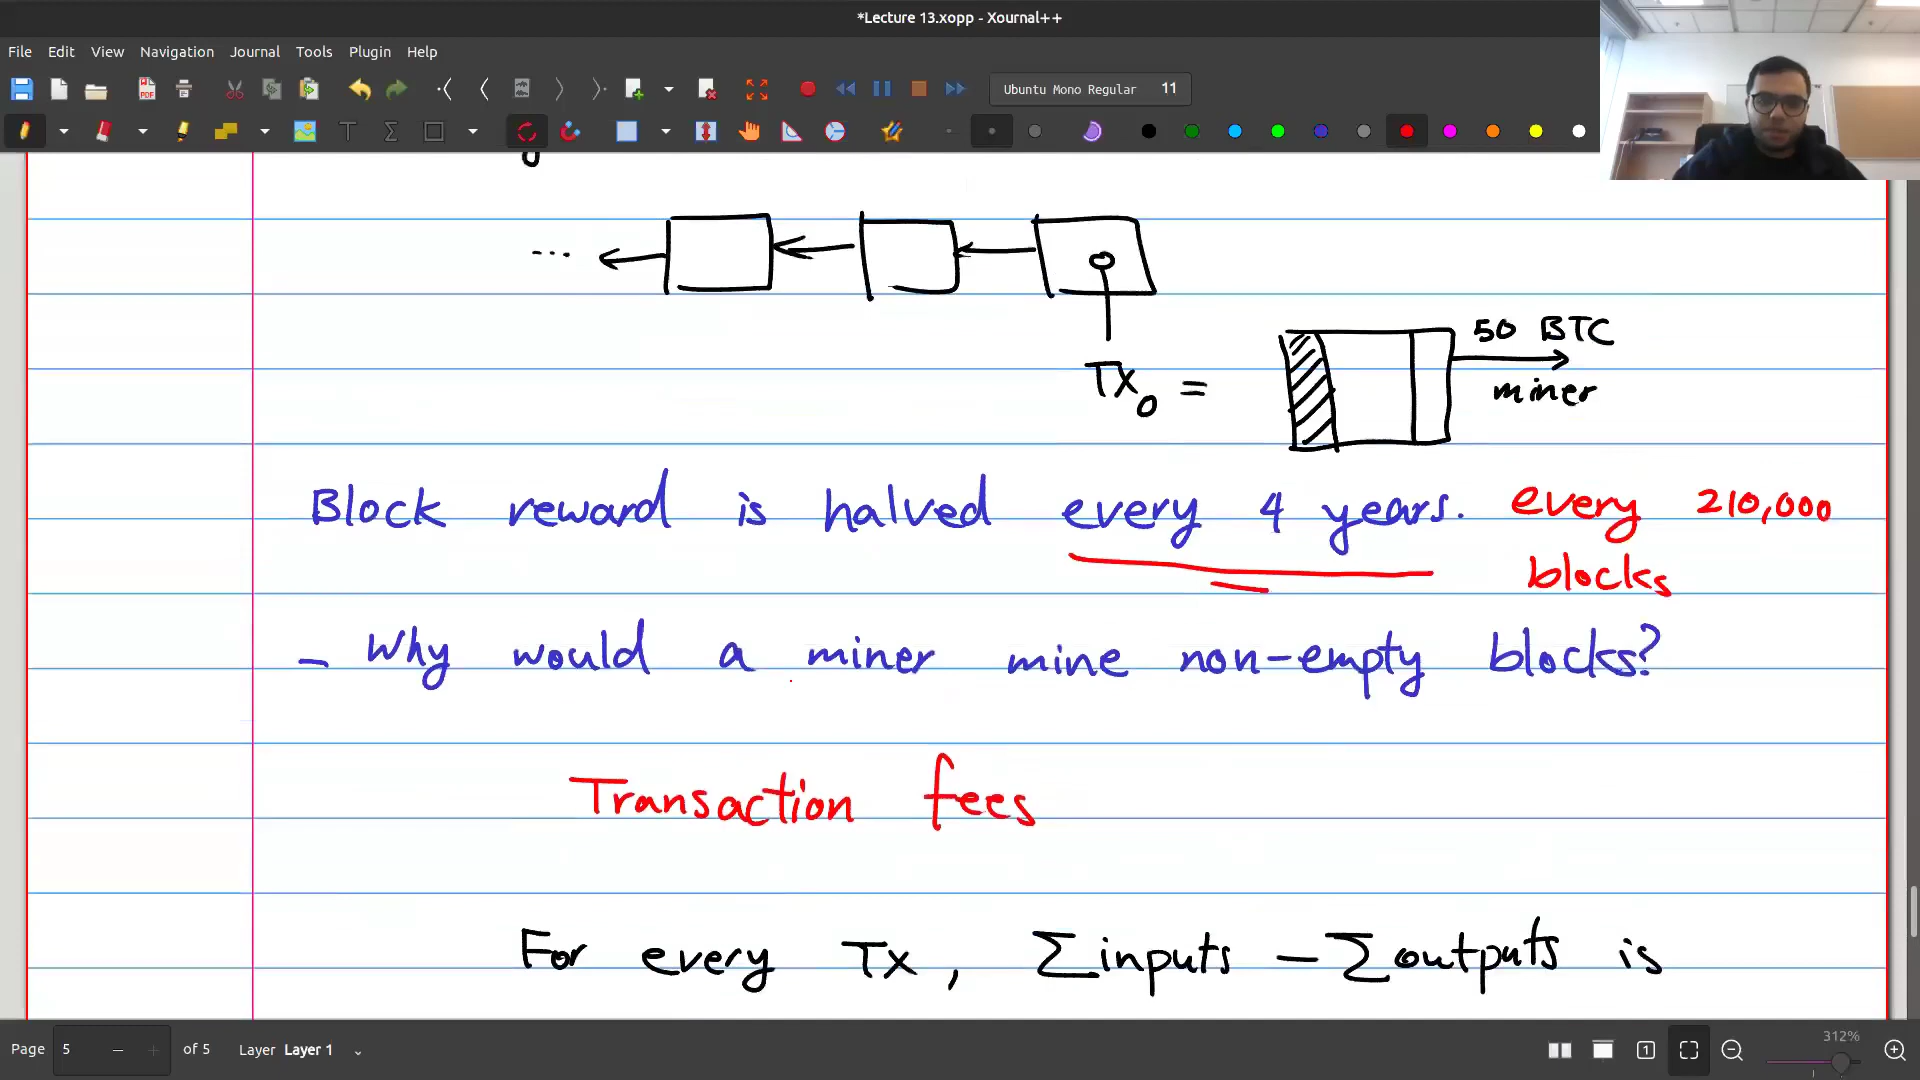 *Lecture 13.xopp - Xournal++
File Edit View Navigation Journal Tools Plugin Help
Ubuntu Mono Regular 11
...
50 BTC
miner
Tx0 =
Block reward is halved every 4 years. every 210,000
blocks
- Why would a miner mine non-empty blocks?
Transaction fees
For every Tx, Σinputs - Σoutputs is
Page 5 of 5 Layer Layer 1
312%